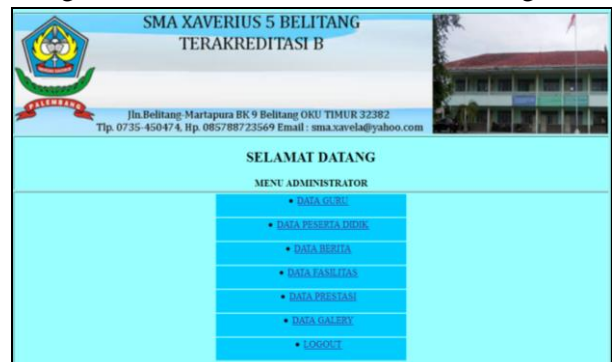 SMA XAVERIUS 5 BELITANG
TERAKREDITASI B
PALEMBANG
Jln.Belitang-Martapura BK 9 Belitang OKU TIMUR 32382
Tlp. 0735-450474, Hp. 085788723569 Email : sma.xavela@yahoo.com
SELAMAT DATANG
MENU ADMINISTRATOR
• DATA GURU
• DATA PESERTA DIDIK
• DATA BERITA
• DATA FASILITAS
• DATA PRESTASI
• DATA GALERY
• LOGOUT